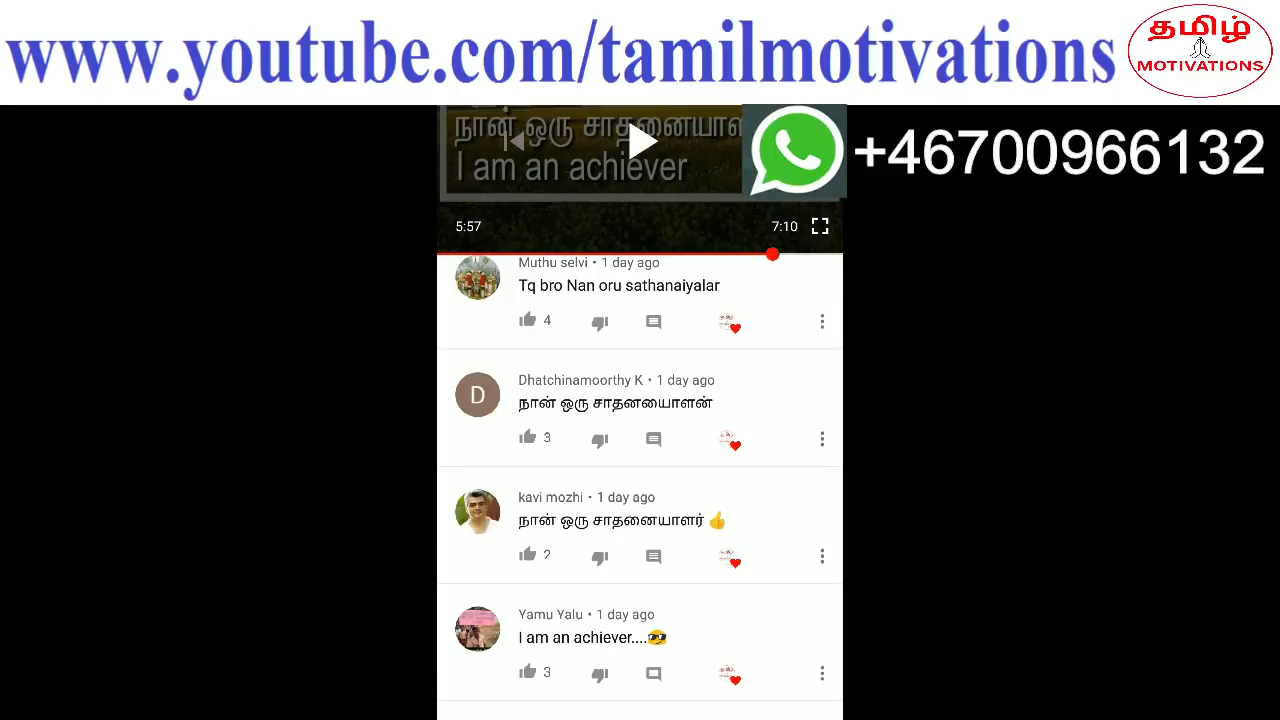 www.youtube.com/tamilmotivations
தமிழ்
MOTIVATIONS
நான் ஒரு சாதனையாள
I am an achiever
+46700966132
5:57
7:10
Muthu selvi • 1 day ago
Tq bro Nan oru sathanaiyalar
4
D
Dhatchinamoorthy K • 1 day ago
நான் ஒரு சாதனயைாளன்
3
kavi mozhi • 1 day ago
நான் ஒரு சாதனையாளர் 👍
2
Yamu Yalu • 1 day ago
I am an achiever....😎
3